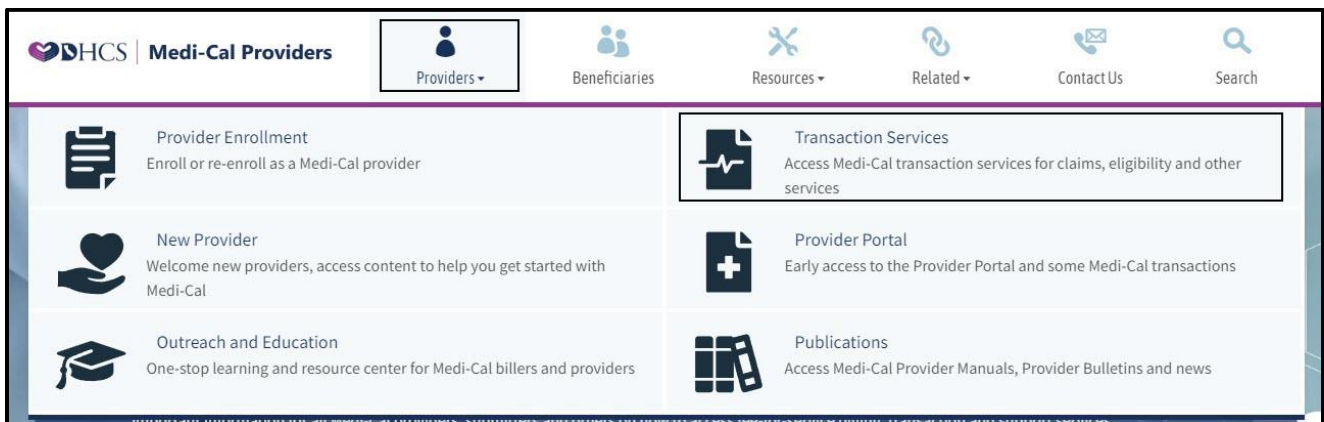 DHCS | Medi-Cal Providers
Providers
Beneficiaries
Resources
Related
Contact Us
Search
Provider Enrollment
Enroll or re-enroll as a Medi-Cal provider
Transaction Services
Access Medi-Cal transaction services for claims, eligibility and other
services
New Provider
Welcome new providers, access content to help you get started with
Medi-Cal
Provider Portal
Early access to the Provider Portal and some Medi-Cal transactions
Outreach and Education
One-stop learning and resource center for Medi-Cal billers and providers
Publications
Access Medi-Cal Provider Manuals, Provider Bulletins and news